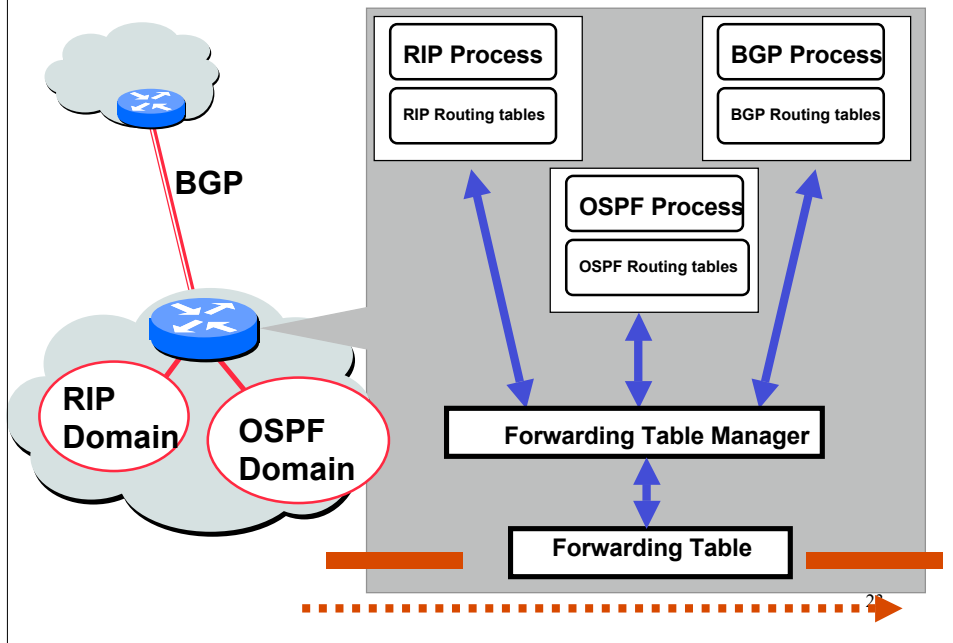 RIP Process
RIP Routing tables
BGP Process
BGP Routing tables
OSPF Process
OSPF Routing tables
BGP
RIP
Domain
OSPF
Domain
Forwarding Table Manager
Forwarding Table